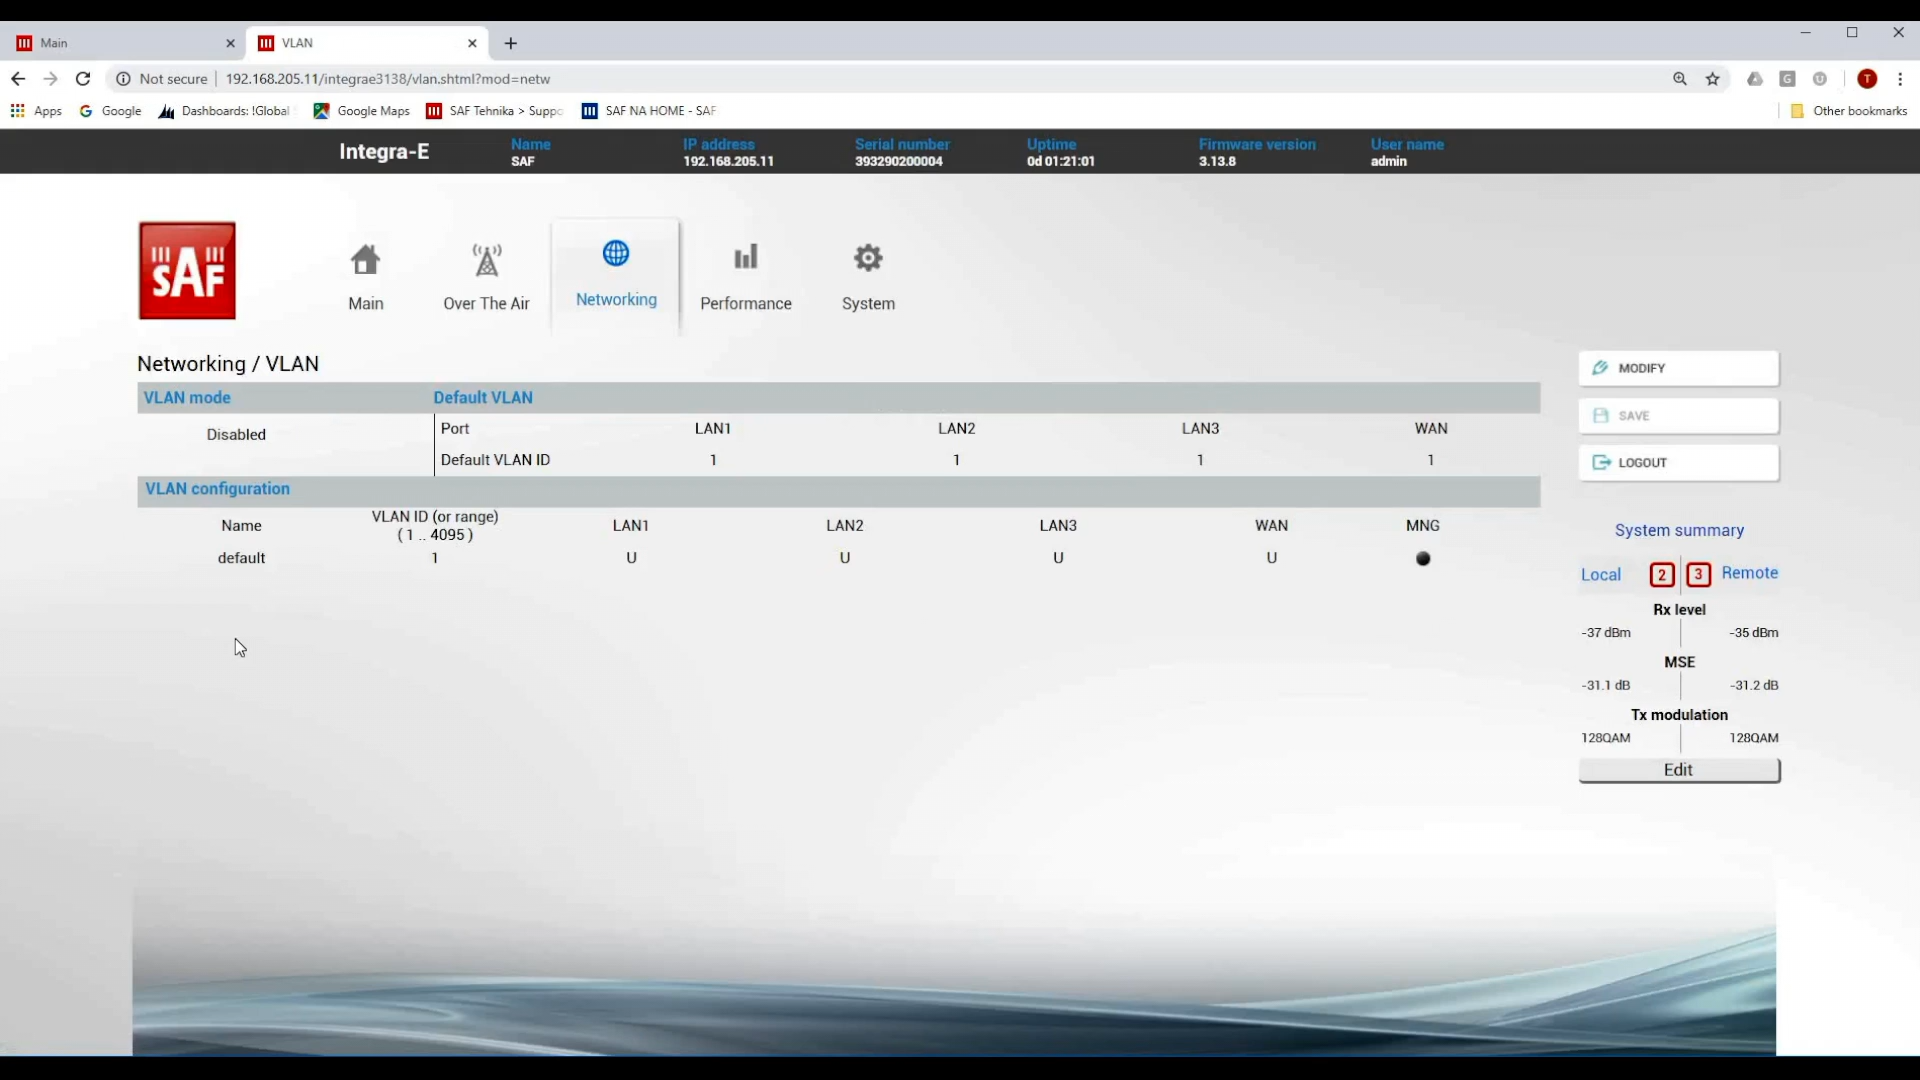 Main
VLAN
Not secure
192.168.205.11/integrae3138/vlan.shtml?mod=netw
T
Apps
Google
Dashboards: !Global
Google Maps
SAF Tehnika > Suppo
SAF NA HOME - SAF
Other bookmarks
Integra-E
Name
SAF
IP address
192.168.205.11
Serial number
393290200004
Uptime
0d 01:21:01
Firmware version
3.13.8
User name
admin
SAF
Main
Over The Air
Networking
Performance
System
Networking / VLAN
VLAN mode Default VLAN
Disabled
Port LAN1 LAN2 LAN3 WAN
Default VLAN ID 1 1 1 1
VLAN configuration
Name VLAN ID (or range) LAN1 LAN2 LAN3 WAN MNG
( 1 .. 4095 )
default 1 U U U U
MODIFY
SAVE
LOGOUT
System summary
Local 2 3 Remote
Rx level
-37 dBm -35 dBm
MSE
-31.1 dB -31.2 dB
Tx modulation
128QAM 128QAM
Edit